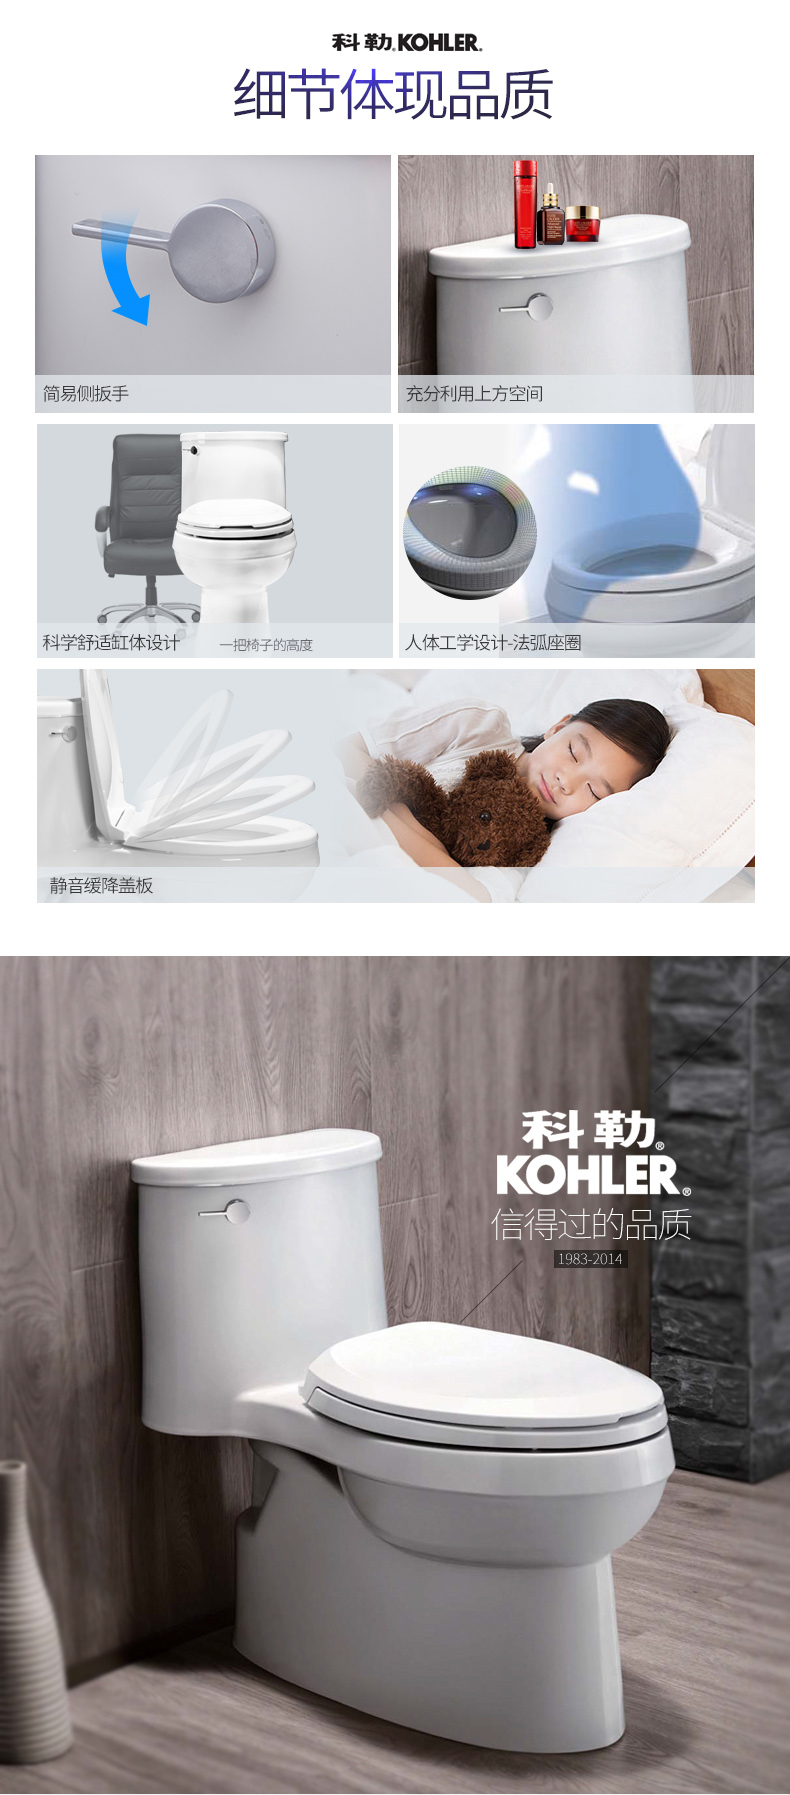 科勒.KOHLER.
细节体现品质
简易侧扳手
充分利用上方空间
科学舒适缸体设计
一把椅子的高度
人体工学设计-法弧座圈
静音缓降盖板
科勒®
KOHLER®
信得过的品质
1983-2014